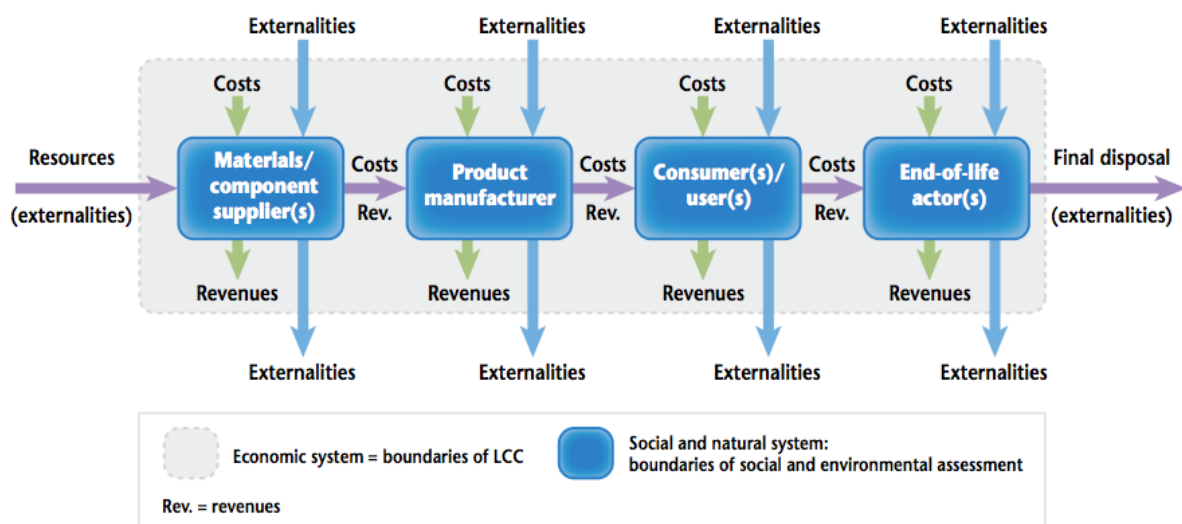 Externalities
Externalities
Externalities
Externalities
Costs
Costs
Costs
Costs
Resources
(externalities)
Materials/
component
supplier(s)
Costs
Rev.
Product
manufacturer
Costs
Rev.
Consumer(s)/
user(s)
Costs
Rev.
End-of-life
actor(s)
Final disposal
(externalities)
Revenues
Revenues
Revenues
Revenues
Externalities
Externalities
Externalities
Externalities
Economic system = boundaries of LCC
Social and natural system:
boundaries of social and environmental assessment
Rev. = revenues